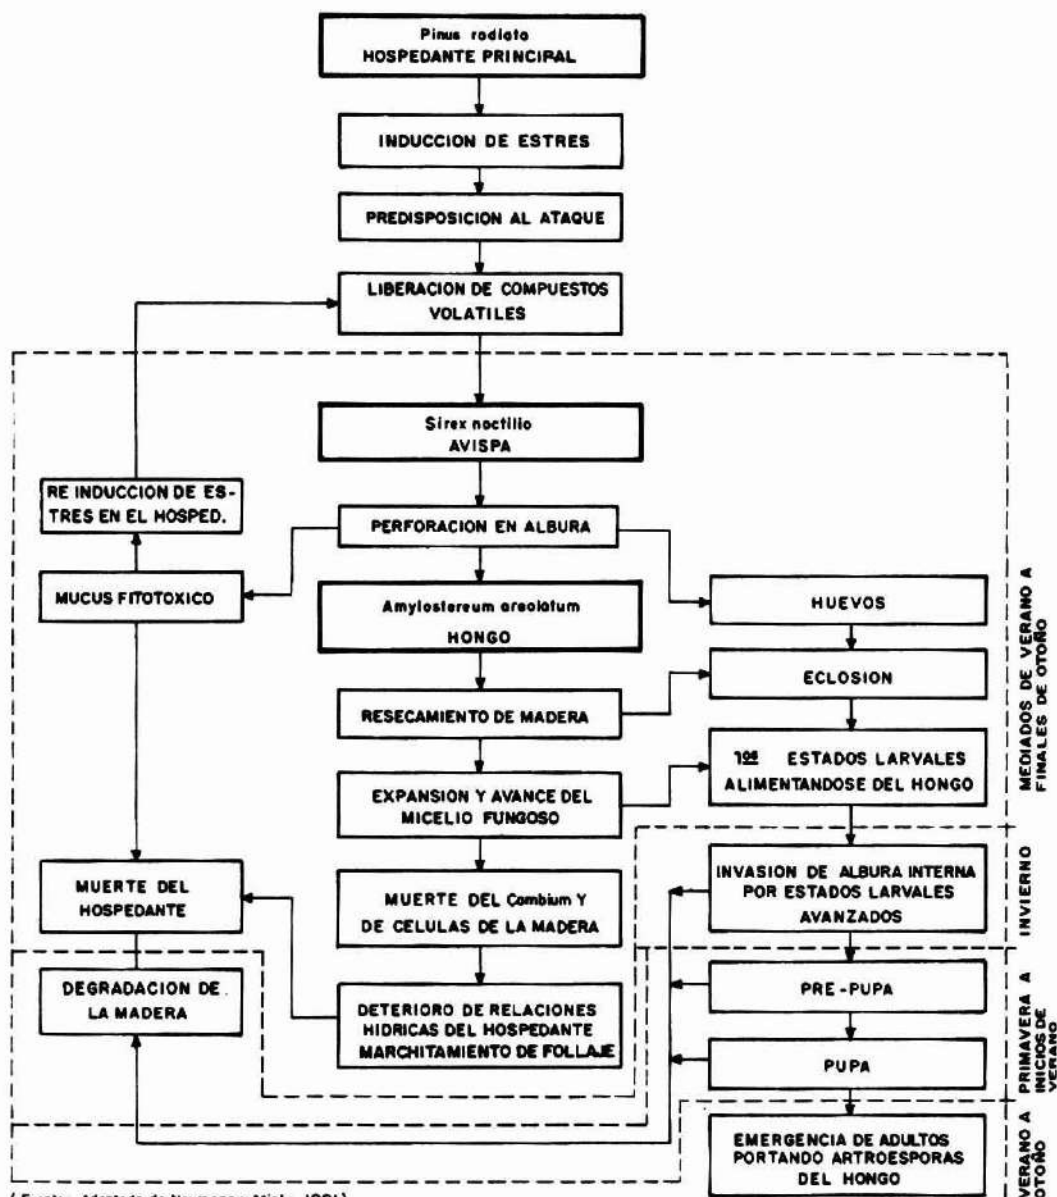 Pinus radiata
HOSPEDANTE PRINCIPAL
INDUCCION DE ESTRES
PREDISPOSICION AL ATAQUE
LIBERACION DE COMPUESTOS
VOLATILES
Sirex noctilio
AVISPA
RE INDUCCION DE ES-
TRES EN EL HOSPED.
PERFORACION EN ALBURA
MUCUS FITOTOXICO
Amylostereum areolatum
HONGO
HUEVOS
RESECAMIENTO DE MADERA
ECLOSION
EXPANSION Y AVANCE DEL
MICELIO FUNGOSO
1os ESTADOS LARVALES
ALIMENTANDOSE DEL HONGO
MUERTE DEL
HOSPEDANTE
MUERTE DEL Cambium Y
DE CELULAS DE LA MADERA
INVASION DE ALBURA INTERNA
POR ESTADOS LARVALES
AVANZADOS
DEGRADACION DE
LA MADERA
DETERIORO DE RELACIONES
HIDRICAS DEL HOSPEDANTE
MARCHITAMIENTO DE FOLLAJE
PRE-PUPA
PUPA
EMERGENCIA DE ADULTOS
PORTANDO ARTROESPORAS
DEL HONGO
MEDIADOS DE VERANO A
FINALES DE OTOÑO
INVIERNO
PRIMAVERA A
INICIOS DE
VERANO
VERANO A
OTOÑO